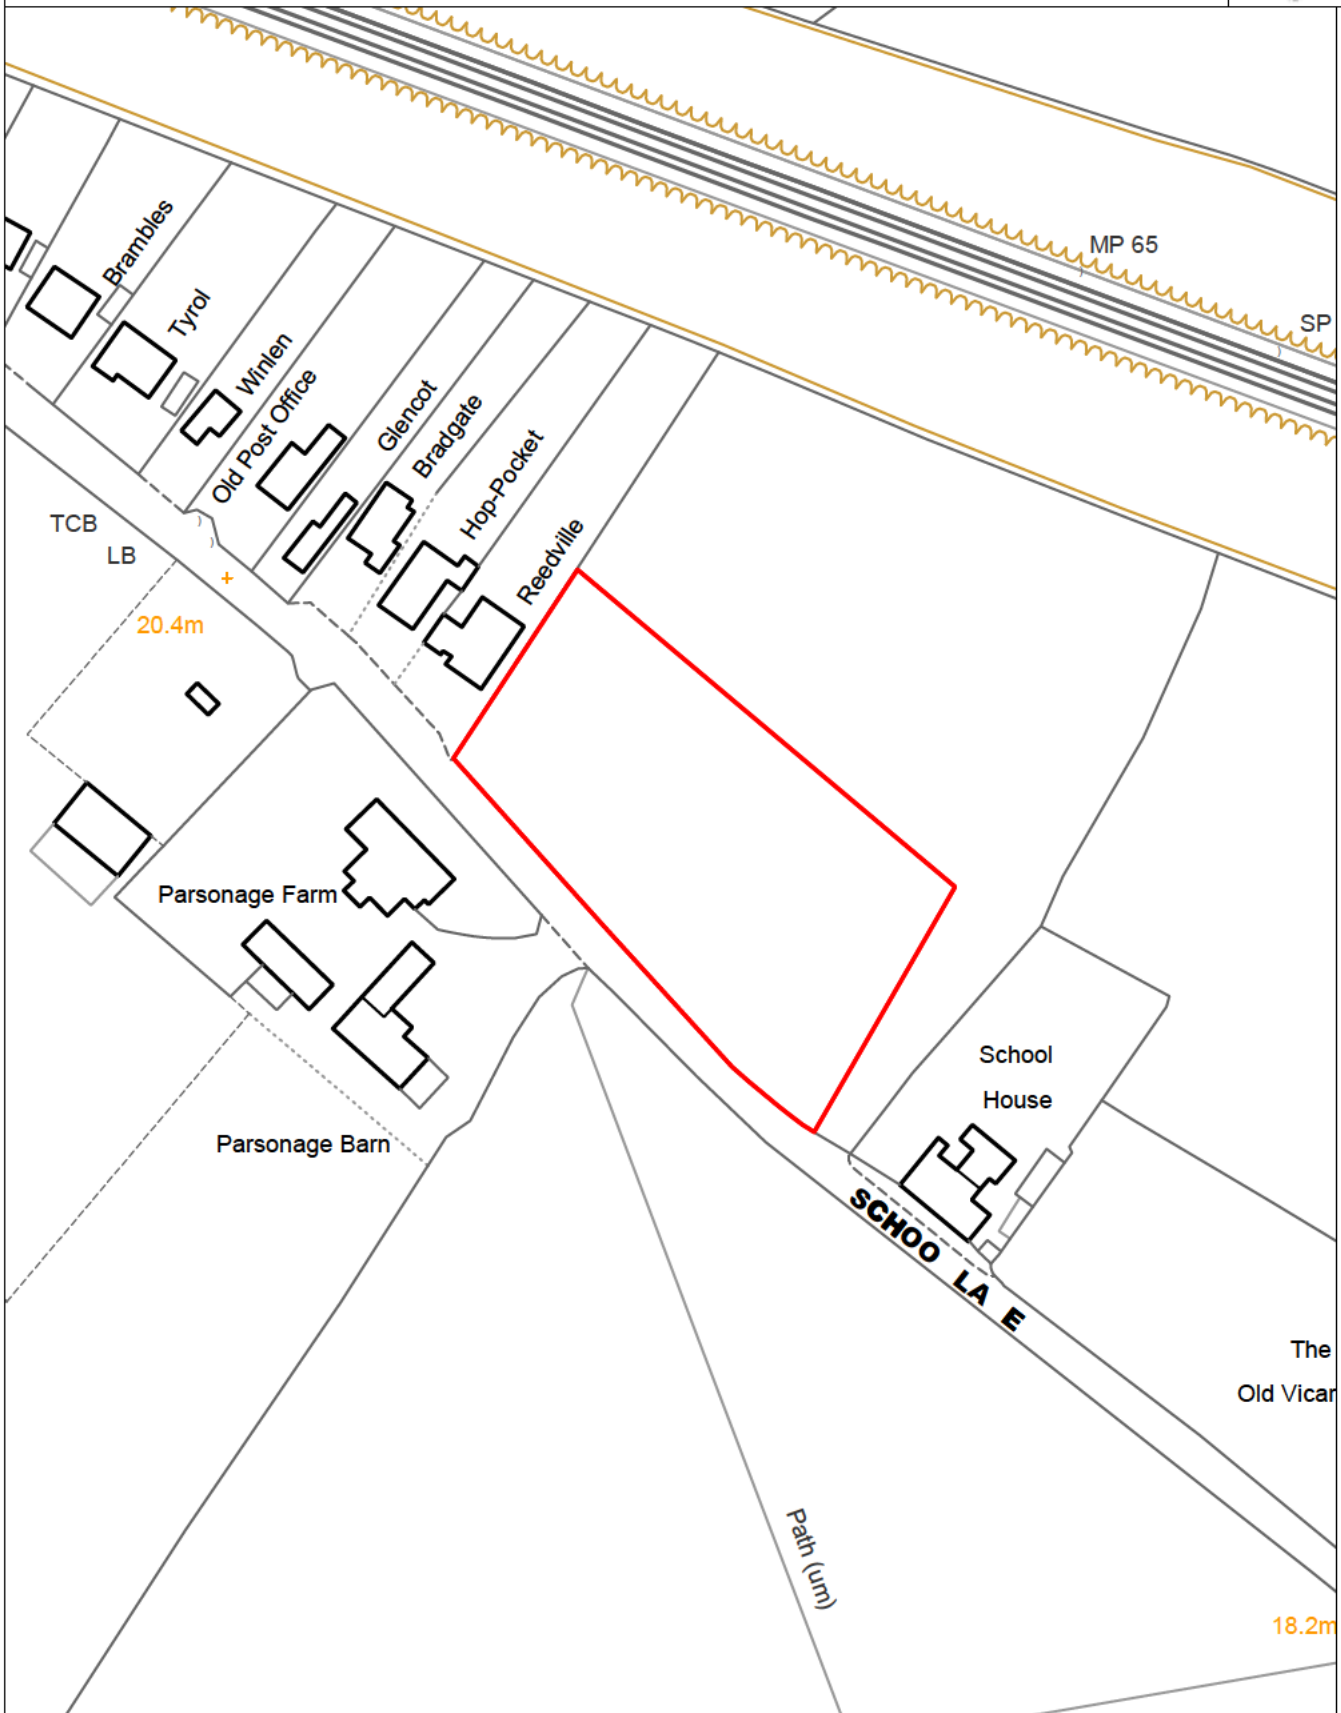 MP 65
SP
Brambles
Tyrol
Winlen
Old Post Office
Glencot
Bradgate
Hop-Pocket
Reedville
TCB
LB
+
20.4m
Parsonage Farm
Parsonage Barn
School
House
SCHOO LA E
The
Old Vicar
Path (um)
18.2m